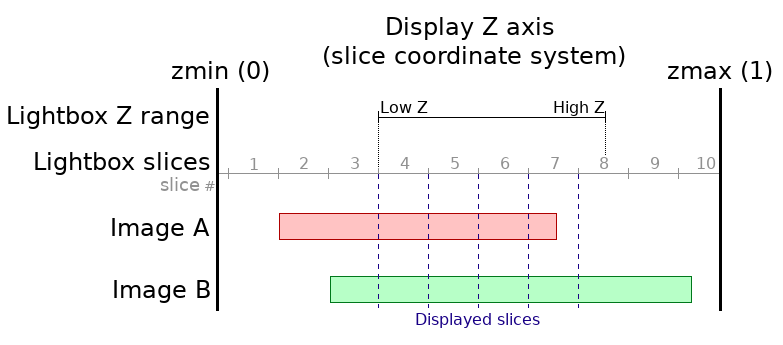 Display Z axis
(slice coordinate system)
zmin (0)
zmax (1)
Lightbox Z range
Low Z
High Z
Lightbox slices
1 2 3 4 5 6 7 8 9 10
slice #
Image A
Image B
Displayed slices